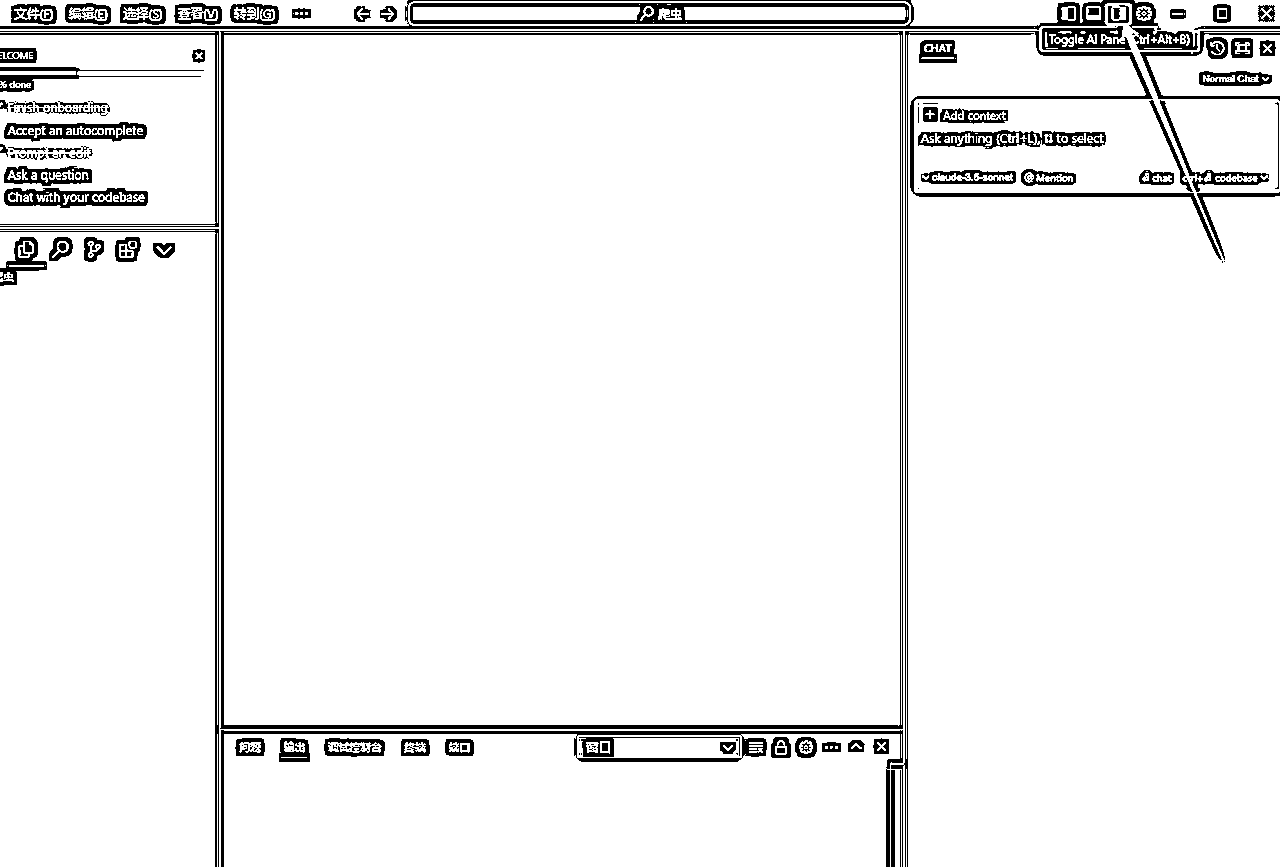 文件(F) 编辑(E) 选择(S) 查看(V) 转到(G)
爬虫
Toggle AI Pane (Ctrl+Alt+B)
ELCOME
% done
Finish onboarding
Accept an autocomplete
Prompt an edit
Ask a question
Chat with your codebase
爬虫
CHAT
Normal Chat
Add context
Ask anything (Ctrl+L), to select
claude-3.5-sonnet @ Mention chat ctrl+ codebase
问题 输出 调试控制台 终端 端口
窗口